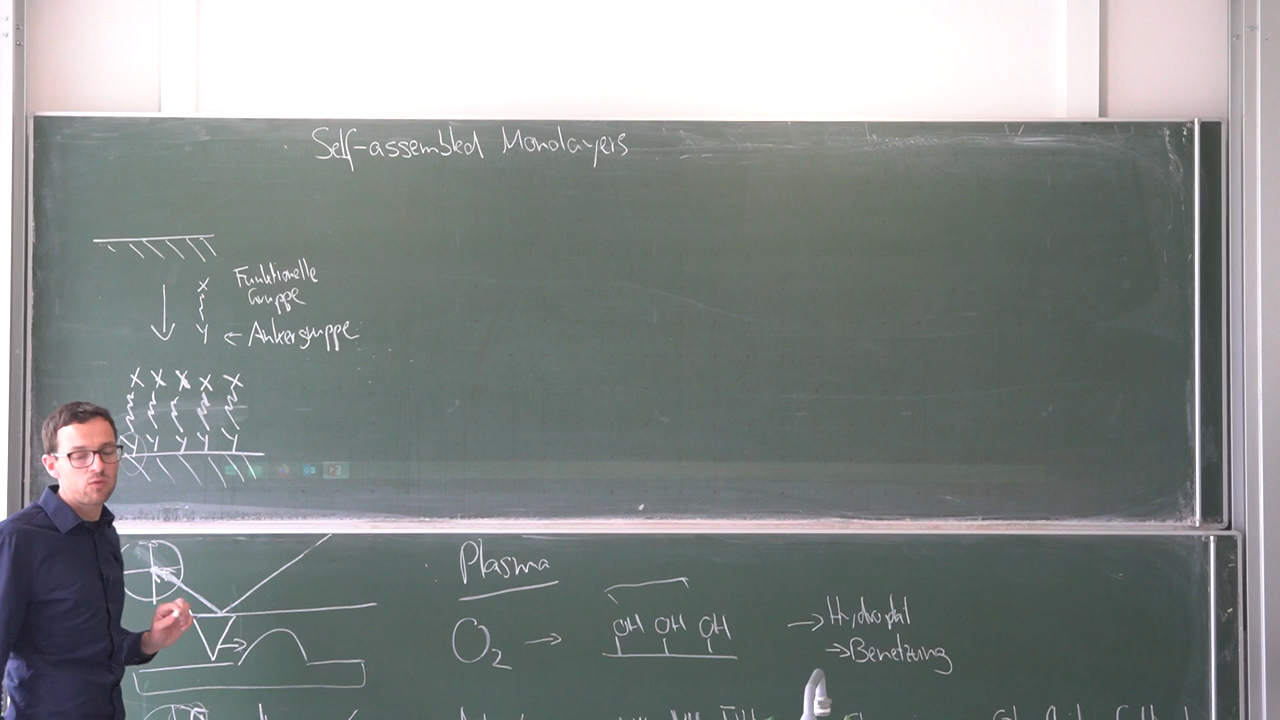 Self-assembled Monolayers
X
Funktionelle
Gruppe
Y ← Ankergruppe
X X X X X
Y Y Y Y Y
Plasma
O2 → OH OH OH → Hydrophil
→ Benetzung